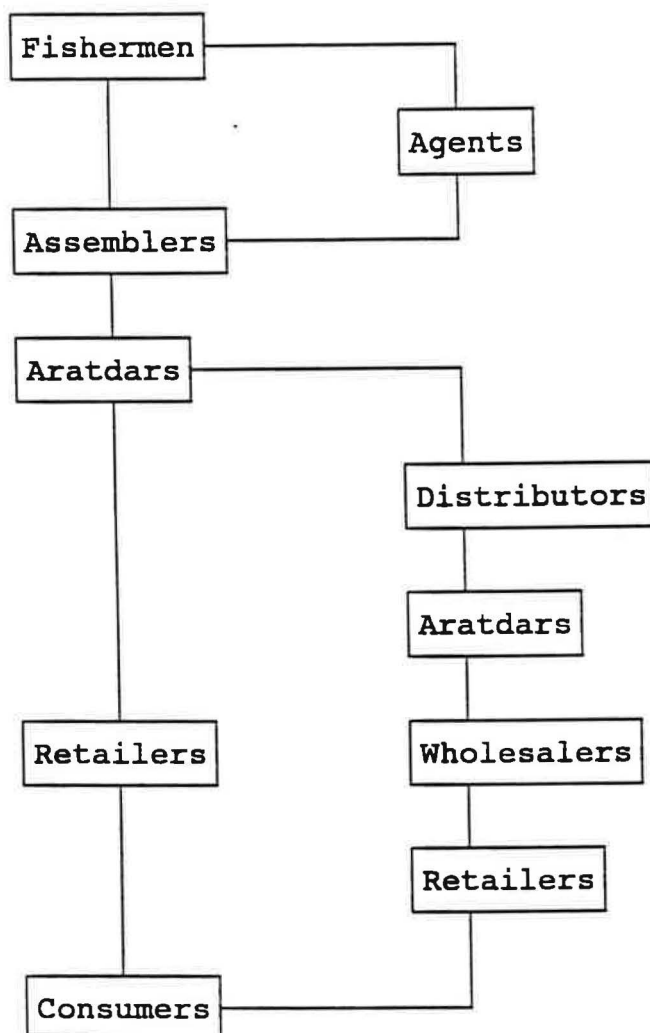 Fishermen
Agents
Assemblers
Aratdars
Distributors
Aratdars
Retailers
Wholesalers
Retailers
Consumers